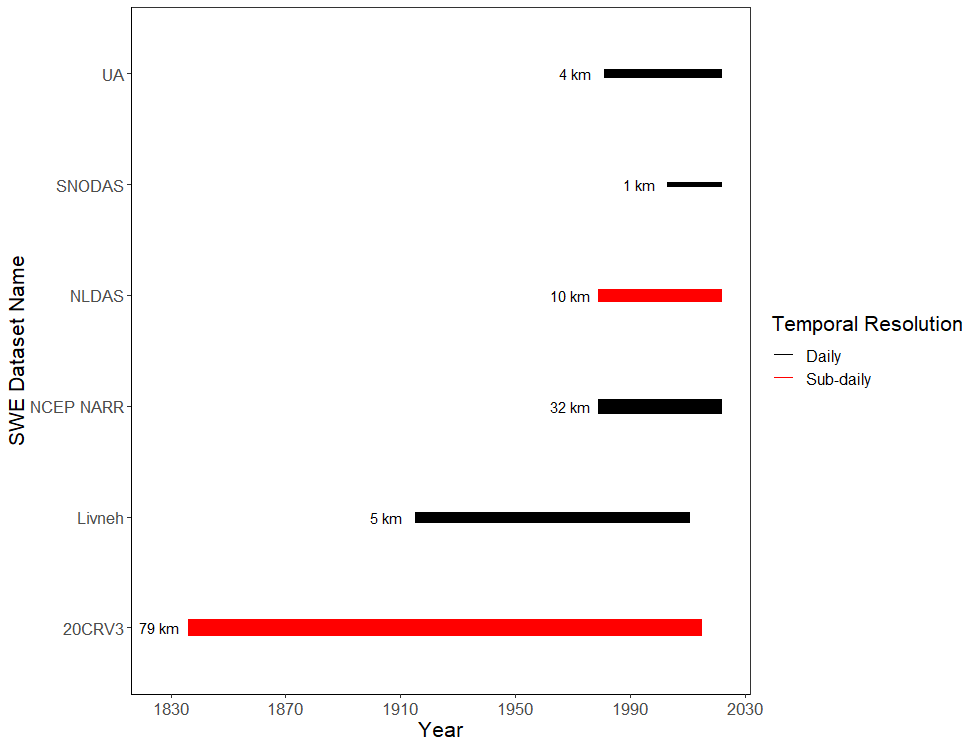 UA
4 km
SNODAS
1 km
NLDAS
10 km
NCEP NARR
32 km
Livneh
5 km
20CRV3
79 km
SWE Dataset Name
1830 1870 1910 1950 1990 2030
Year
Temporal Resolution
Daily
Sub-daily